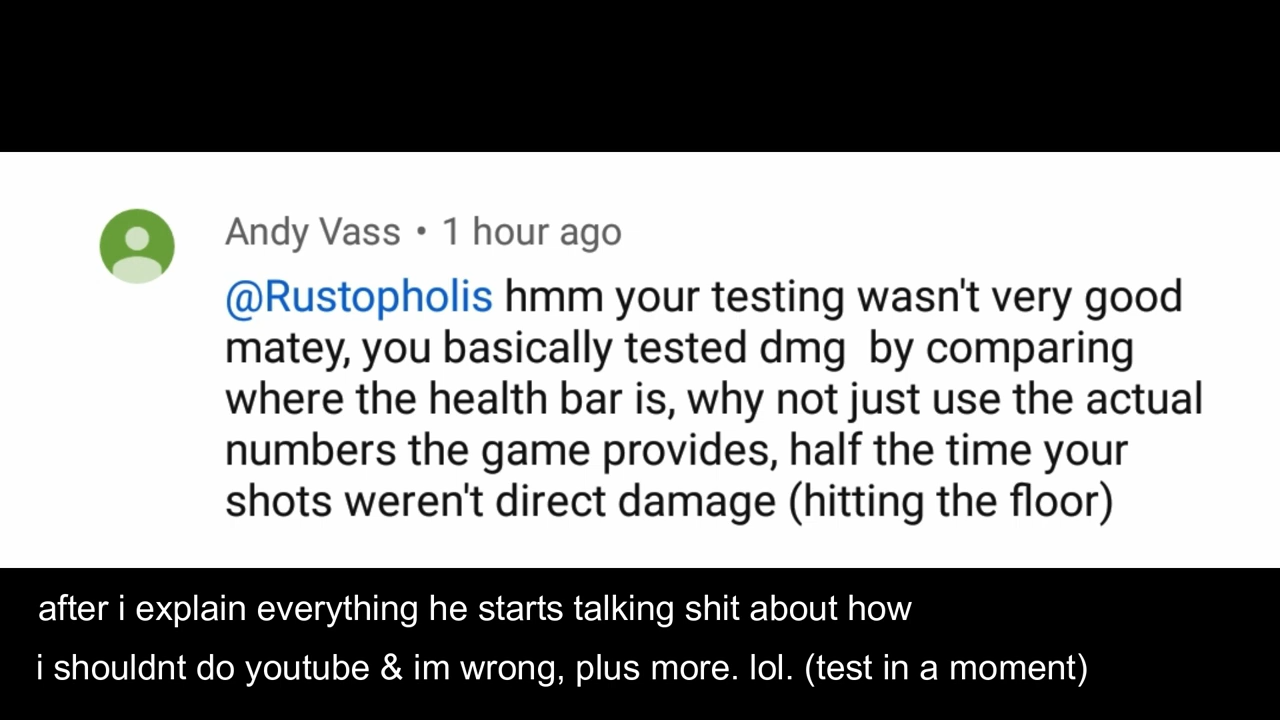 Andy Vass • 1 hour ago
@Rustopholis hmm your testing wasn't very good
matey, you basically tested dmg  by comparing
where the health bar is, why not just use the actual
numbers the game provides, half the time your
shots weren't direct damage (hitting the floor)
after i explain everything he starts talking shit about how
i shouldnt do youtube & im wrong, plus more. lol. (test in a moment)